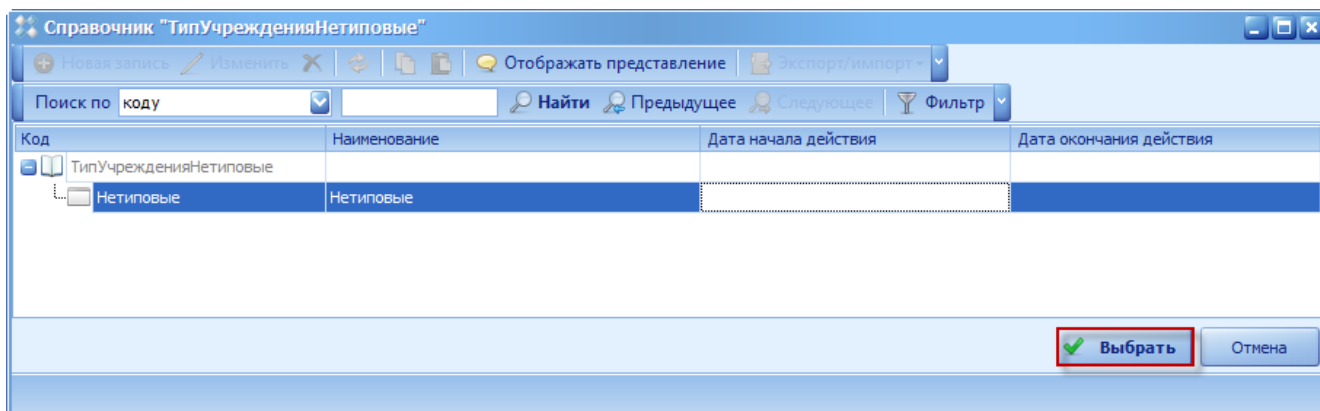 Справочник "ТипУчрежденияНетиповые"
Новая запись Изменить Отображать представление Экспорт/импорт
Поиск по коду Найти Предыдущее Следующее Фильтр
Код Наименование Дата начала действия Дата окончания действия
ТипУчрежденияНетиповые
Нетиповые Нетиповые
Выбрать Отмена